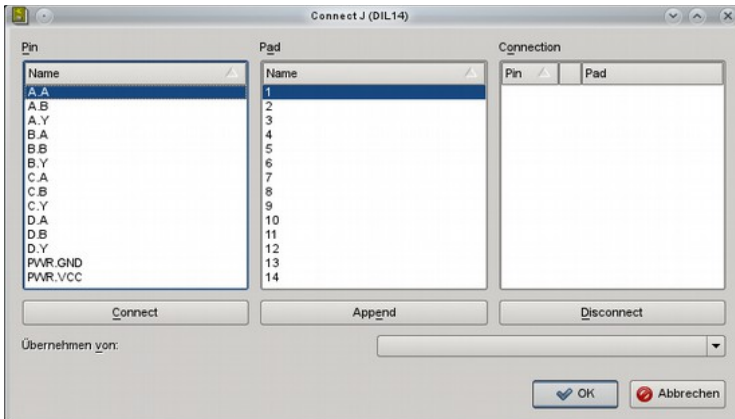 Connect J (DIL14)
Pin
Pad
Connection
Name
Name
Pin
Pad
A.A
A.B
A.Y
B.A
B.B
B.Y
C.A
C.B
C.Y
D.A
D.B
D.Y
PWR.GND
PWR.VCC
1
2
3
4
5
6
7
8
9
10
11
12
13
14
Connect
Append
Disconnect
Übernehmen von:
OK
Abbrechen